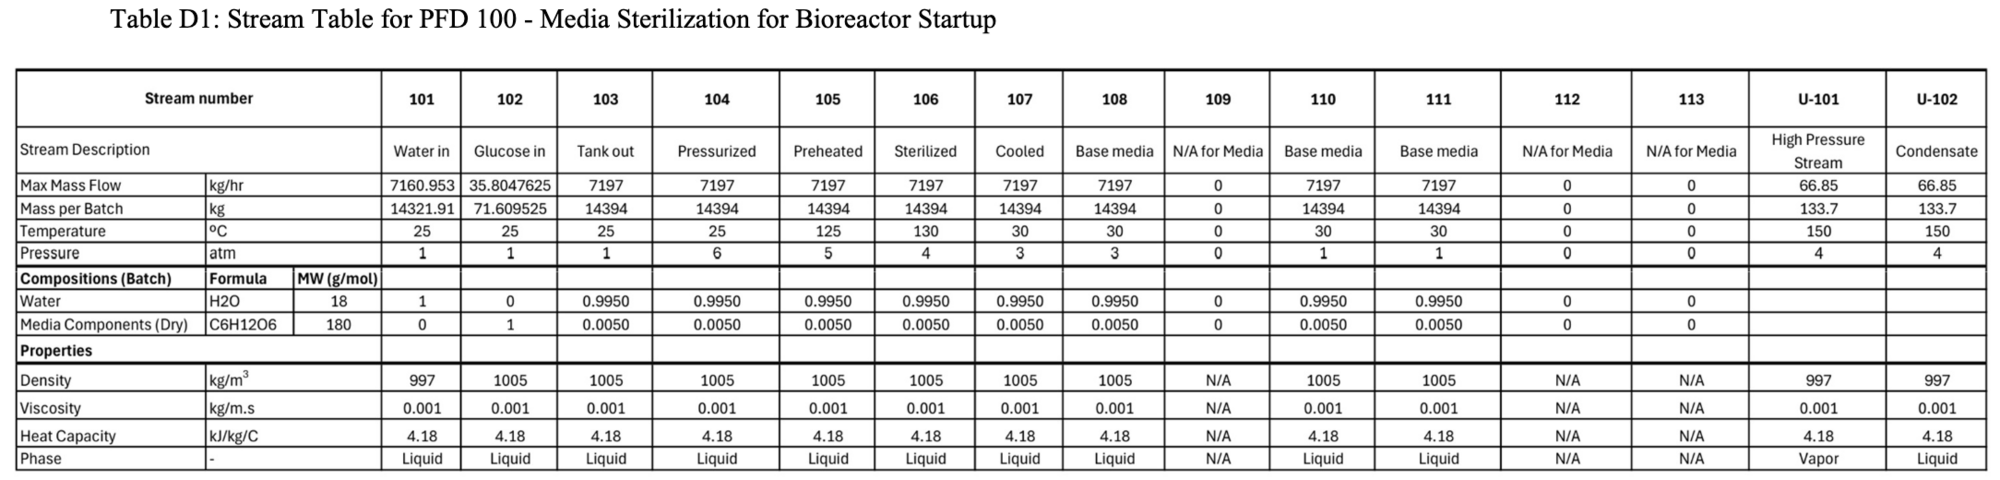 Table D1: Stream Table for PFD 100 - Media Sterilization for Bioreactor Startup
Stream number 101 102 103 104 105 106 107 108 109 110 111 112 113 U-101 U-102
Stream Description Water in Glucose in Tank out Pressurized Preheated Sterilized Cooled Base media N/A for Media Base media Base media N/A for Media N/A for Media High Pressure Stream Condensate
Max Mass Flow kg/hr 7160.953 35.8047625 7197 7197 7197 7197 7197 7197 0 7197 7197 0 0 66.85 66.85
Mass per Batch kg 14321.91 71.609525 14394 14394 14394 14394 14394 14394 0 14394 14394 0 0 133.7 133.7
Temperature ºC 25 25 25 25 125 130 30 30 0 30 30 0 0 150 150
Pressure atm 1 1 1 6 5 4 3 3 0 1 1 0 0 4 4
Compositions (Batch) Formula MW (g/mol)
Water H2O 18 1 0 0.9950 0.9950 0.9950 0.9950 0.9950 0.9950 0 0.9950 0.9950 0 0
Media Components (Dry) C6H12O6 180 0 1 0.0050 0.0050 0.0050 0.0050 0.0050 0.0050 0 0.0050 0.0050 0 0
Properties
Density kg/m³ 997 1005 1005 1005 1005 1005 1005 1005 N/A 1005 1005 N/A N/A 997 997
Viscosity kg/m.s 0.001 0.001 0.001 0.001 0.001 0.001 0.001 0.001 N/A 0.001 0.001 N/A N/A 0.001 0.001
Heat Capacity kJ/kg/C 4.18 4.18 4.18 4.18 4.18 4.18 4.18 4.18 N/A 4.18 4.18 N/A N/A 4.18 4.18
Phase - Liquid Liquid Liquid Liquid Liquid Liquid Liquid Liquid N/A Liquid Liquid N/A N/A Vapor Liquid